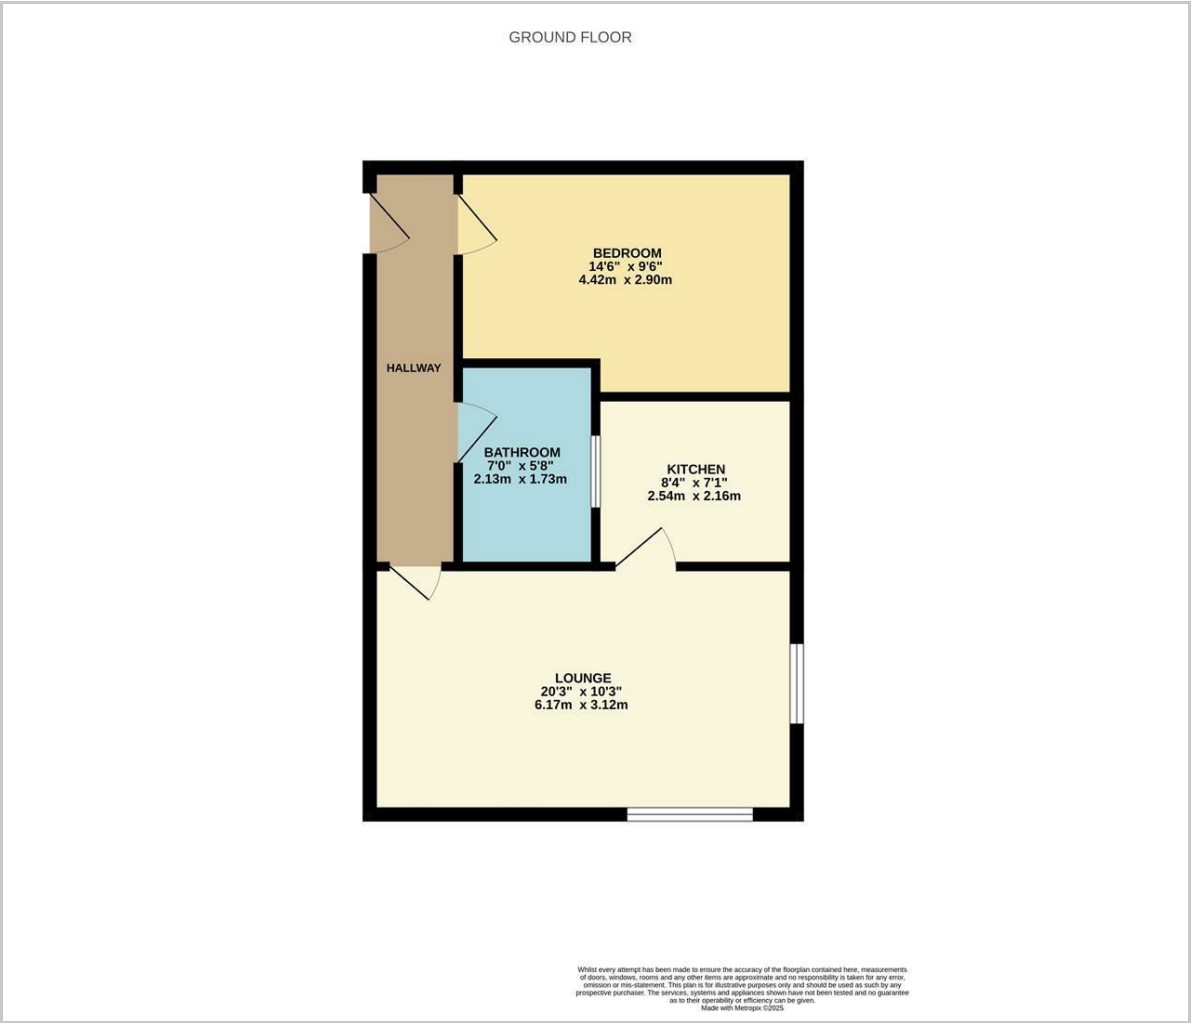 GROUND FLOOR
BEDROOM
14'6" x 9'6"
4.42m x 2.90m
HALLWAY
BATHROOM
7'0" x 5'8"
2.13m x 1.73m
KITCHEN
8'4" x 7'1"
2.54m x 2.16m
LOUNGE
20'3" x 10'3"
6.17m x 3.12m
Whilst every attempt has been made to ensure the accuracy of the floorplan contained here, measurements
of doors, windows, rooms and any other items are approximate and no responsibility is taken for any error,
omission or mis-statement. This plan is for illustrative purposes only and should be used as such by any
prospective purchaser. The services, systems and appliances shown have not been tested and no guarantee
as to their operability or efficiency can be given.
Made with Metropix ©2025